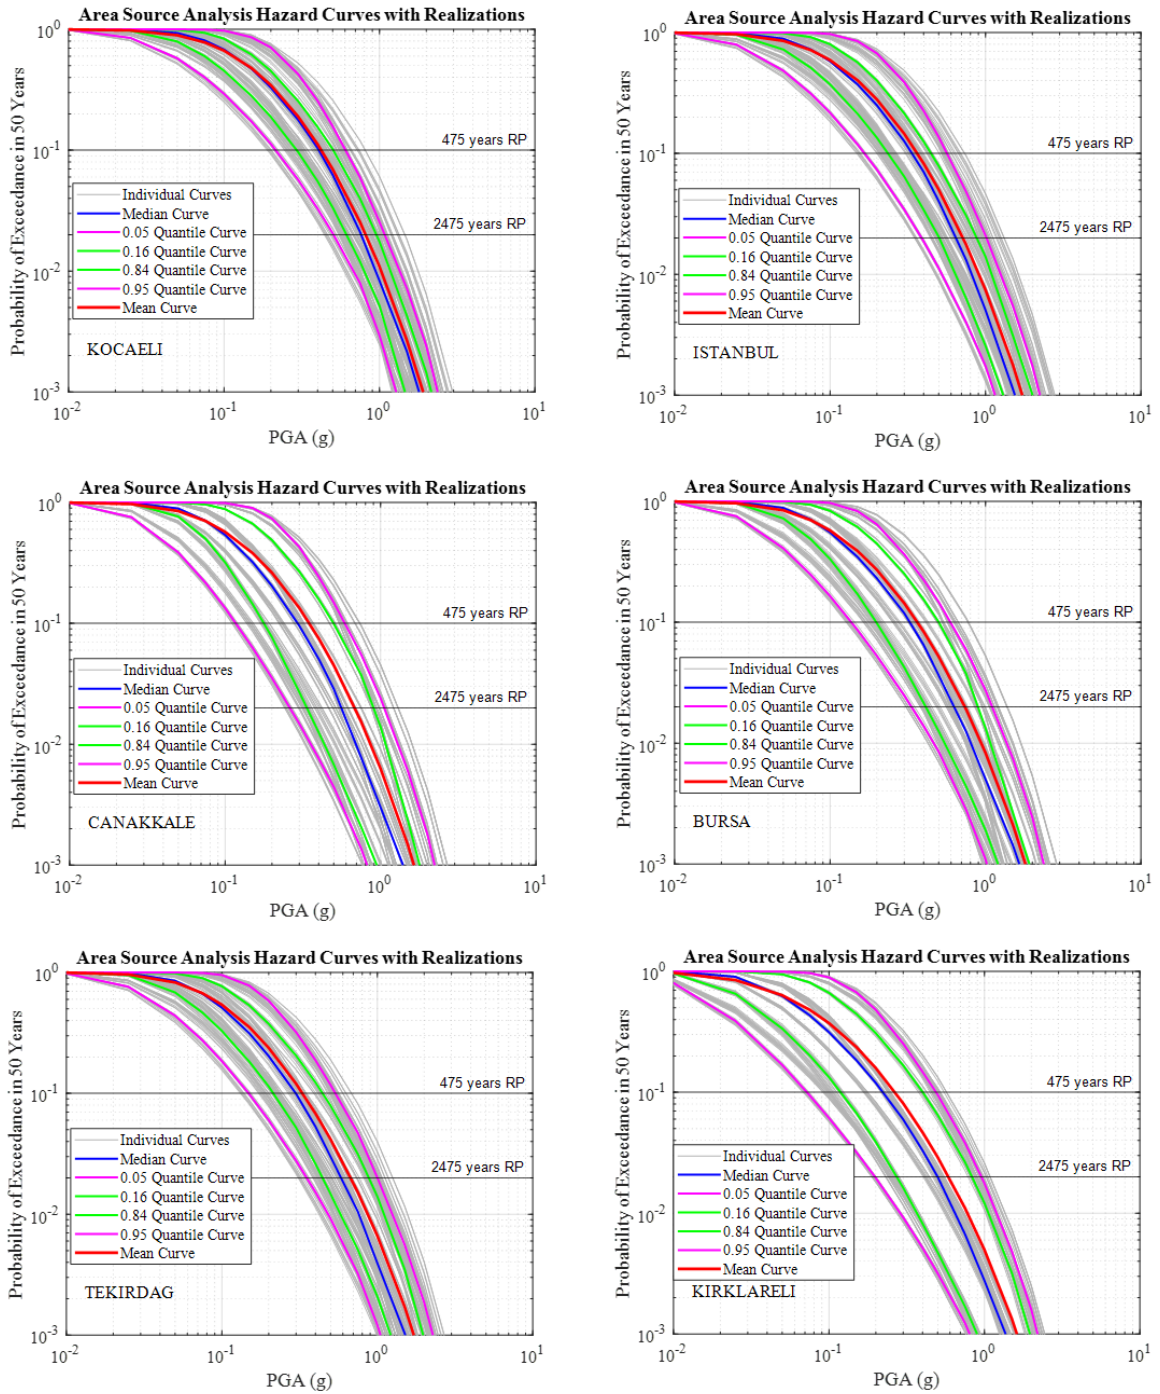 Area Source Analysis Hazard Curves with Realizations
Probability of Exceedance in 50 Years
10^0
10^-1
10^-2
10^-3
475 years RP
2475 years RP
Individual Curves
Median Curve
0.05 Quantile Curve
0.16 Quantile Curve
0.84 Quantile Curve
0.95 Quantile Curve
Mean Curve
KOCAELI
10^-2 10^-1 10^0 10^1
PGA (g)
Area Source Analysis Hazard Curves with Realizations
Probability of Exceedance in 50 Years
10^0
10^-1
10^-2
10^-3
475 years RP
2475 years RP
Individual Curves
Median Curve
0.05 Quantile Curve
0.16 Quantile Curve
0.84 Quantile Curve
0.95 Quantile Curve
Mean Curve
ISTANBUL
10^-2 10^-1 10^0 10^1
PGA (g)
Area Source Analysis Hazard Curves with Realizations
Probability of Exceedance in 50 Years
10^0
10^-1
10^-2
10^-3
475 years RP
2475 years RP
Individual Curves
Median Curve
0.05 Quantile Curve
0.16 Quantile Curve
0.84 Quantile Curve
0.95 Quantile Curve
Mean Curve
CANAKKALE
10^-2 10^-1 10^0 10^1
PGA (g)
Area Source Analysis Hazard Curves with Realizations
Probability of Exceedance in 50 Years
10^0
10^-1
10^-2
10^-3
475 years RP
2475 years RP
Individual Curves
Median Curve
0.05 Quantile Curve
0.16 Quantile Curve
0.84 Quantile Curve
0.95 Quantile Curve
Mean Curve
BURSA
10^-2 10^-1 10^0 10^1
PGA (g)
Area Source Analysis Hazard Curves with Realizations
Probability of Exceedance in 50 Years
10^0
10^-1
10^-2
10^-3
475 years RP
2475 years RP
Individual Curves
Median Curve
0.05 Quantile Curve
0.16 Quantile Curve
0.84 Quantile Curve
0.95 Quantile Curve
Mean Curve
TEKIRDAG
10^-2 10^-1 10^0 10^1
PGA (g)
Area Source Analysis Hazard Curves with Realizations
Probability of Exceedance in 50 Years
10^0
10^-1
10^-2
10^-3
475 years RP
2475 years RP
Individual Curves
Median Curve
0.05 Quantile Curve
0.16 Quantile Curve
0.84 Quantile Curve
0.95 Quantile Curve
Mean Curve
KIRKLARELI
10^-2 10^-1 10^0 10^1
PGA (g)